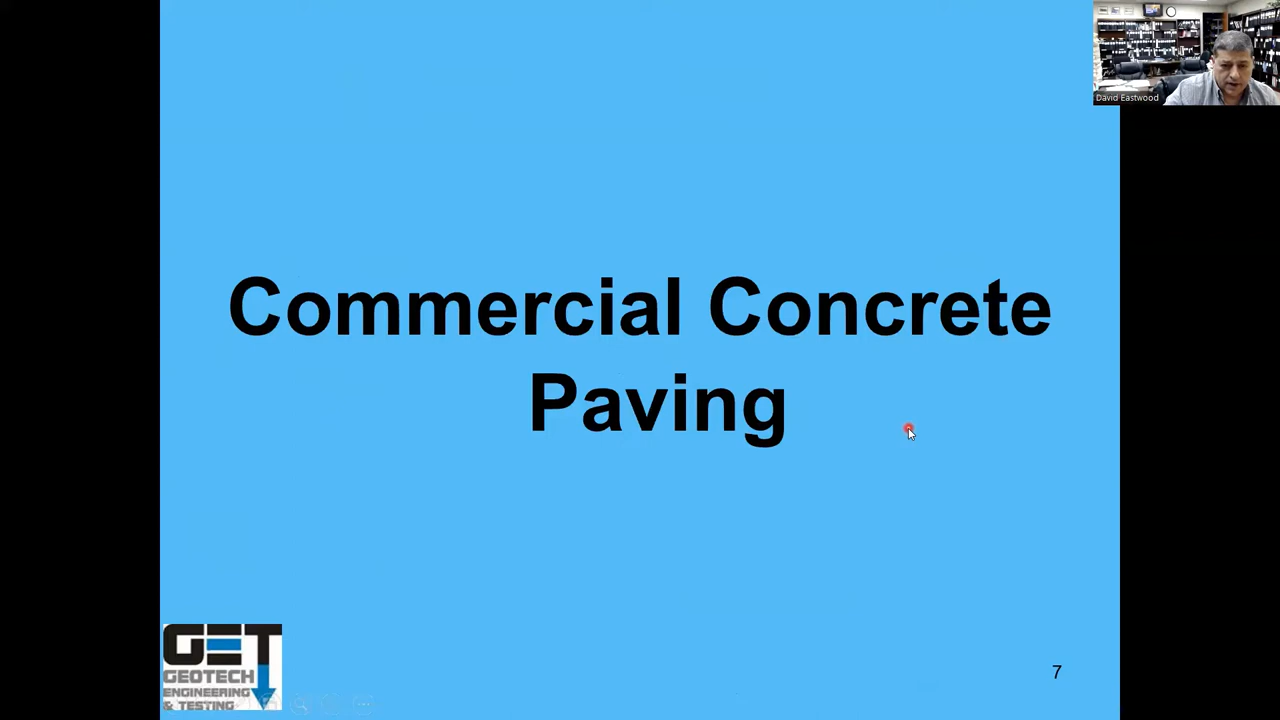 David Eastwood
Commercial Concrete
Paving
GET
GEOTECH
ENGINEERING
& TESTING
7